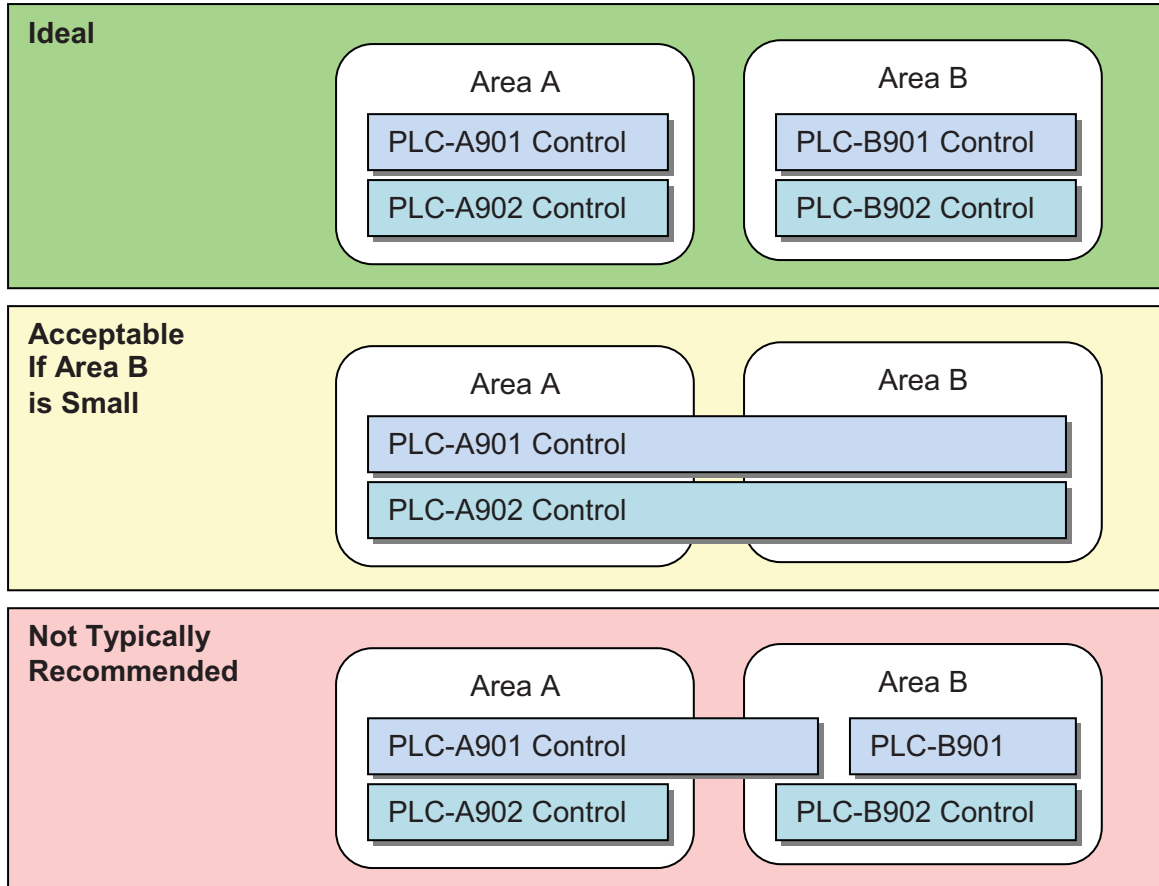 Ideal
Area A
PLC-A901 Control
PLC-A902 Control
Area B
PLC-B901 Control
PLC-B902 Control
Acceptable
If Area B
is Small
Area A
Area B
PLC-A901 Control
PLC-A902 Control
Not Typically
Recommended
Area A
Area B
PLC-A901 Control
PLC-B901
PLC-A902 Control
PLC-B902 Control